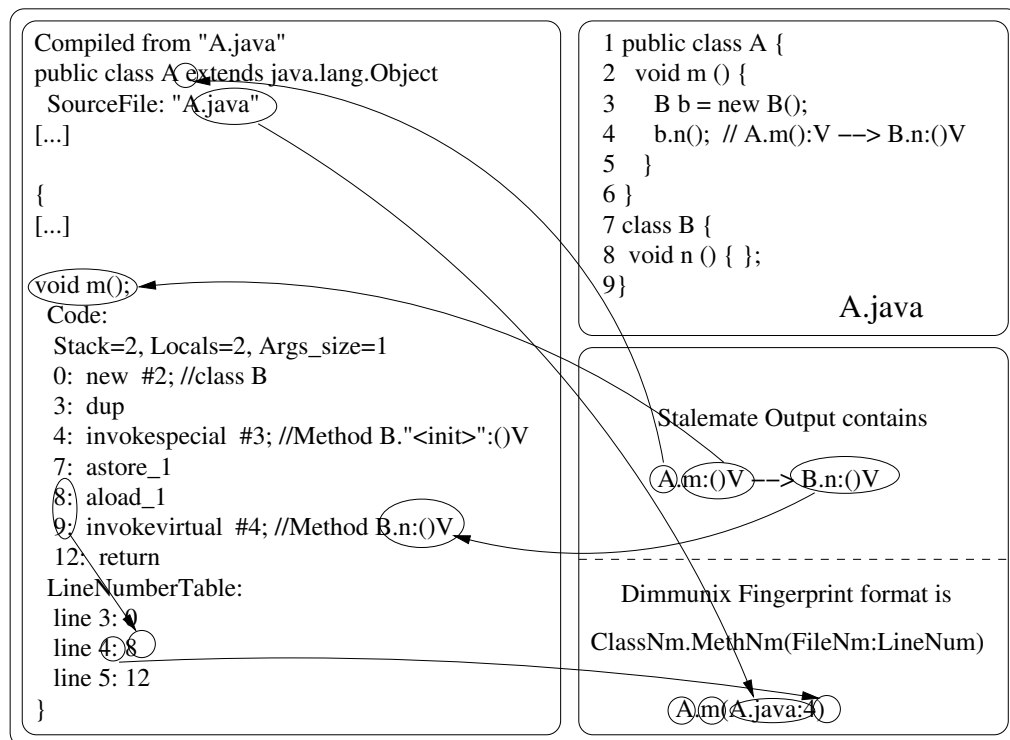 Compiled from "A.java"
public class A extends java.lang.Object
SourceFile: "A.java"
[...]
{
[...]
void m();
Code:
Stack=2, Locals=2, Args_size=1
0: new #2; //class B
3: dup
4: invokespecial #3; //Method B."<init>":()V
7: astore_1
8: aload_1
9: invokevirtual #4; //Method B.n:()V
12: return
LineNumberTable:
line 3: 0
line 4: 8
line 5: 12
}
1 public class A {
2 void m () {
3 B b = new B();
4 b.n(); // A.m():V −−> B.n:()V
5 }
6 }
7 class B {
8 void n () { };
9}
A.java
Stalemate Output contains
A.m:()V −−> B.n:()V
Dimmunix Fingerprint format is
ClassNm.MethNm(FileNm:LineNum)
A.m(A.java:4)